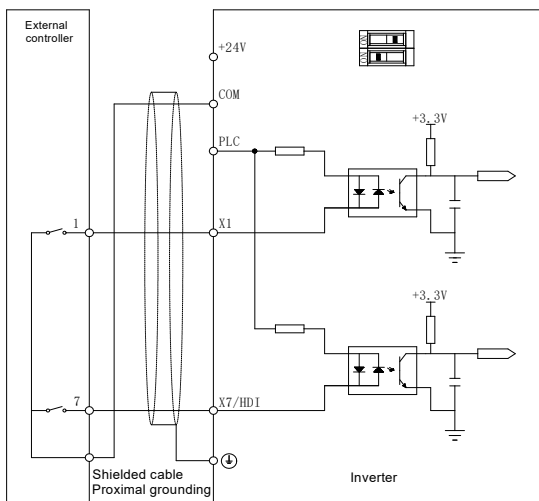 External
controller
+24V
COM
PLC
1
X1
7
X7/HDI
Shielded cable
Proximal grounding
Inverter
ON
ON
+3.3V
+3.3V